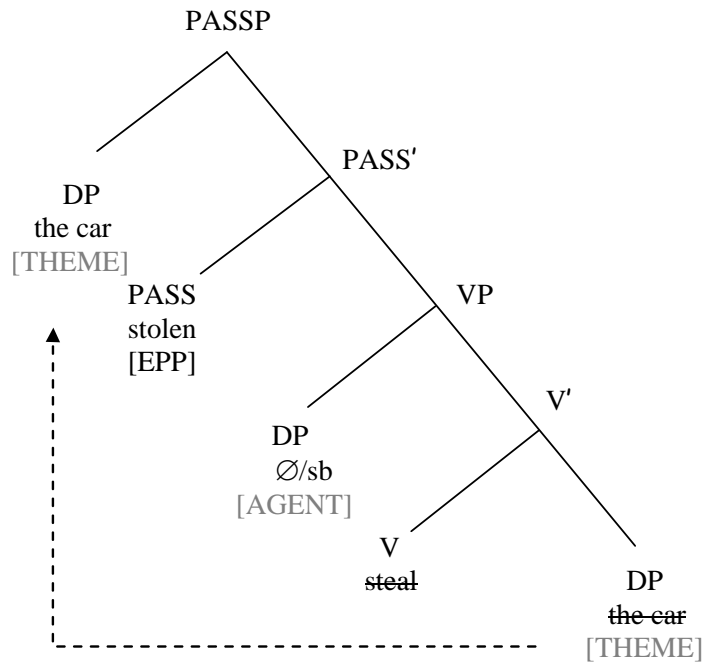 PASSP
PASS'
DP
the car
[THEME]
PASS
stolen
[EPP]
VP
DP
∅/sb
[AGENT]
V'
V
steal
DP
the car
[THEME]